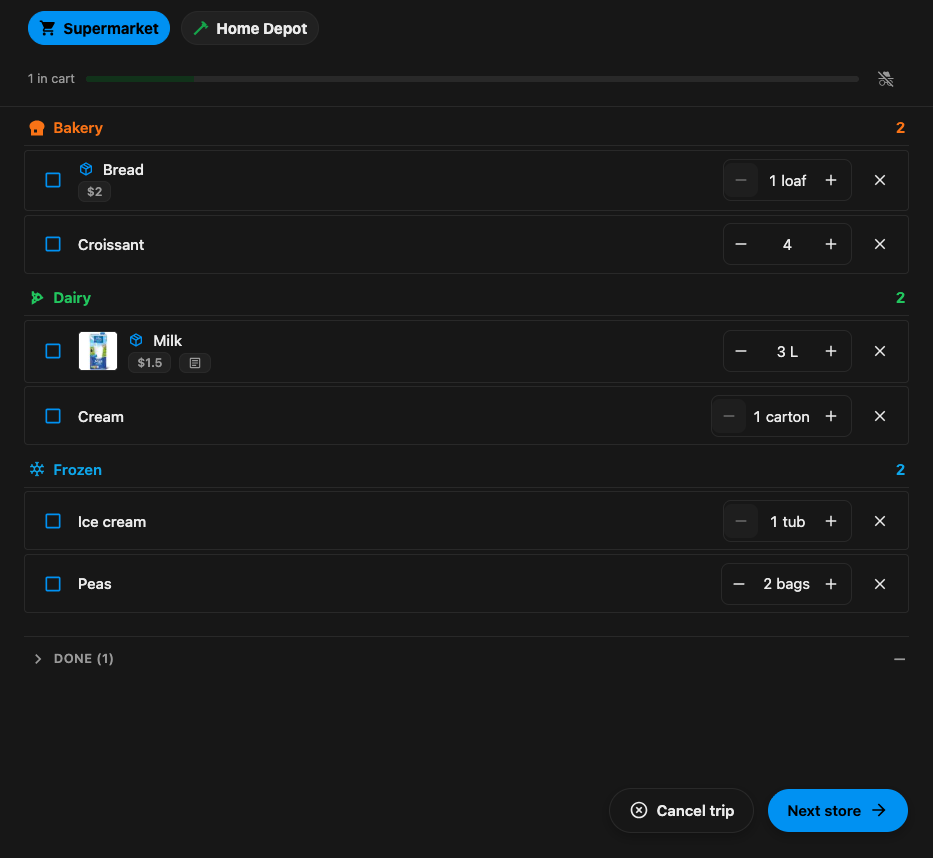 Supermarket
Home Depot
1 in cart
Bakery 2
Bread
$2
1 loaf
Croissant
4
Dairy 2
Milk
$1.5
3 L
Cream
1 carton
Frozen 2
Ice cream
1 tub
Peas
2 bags
DONE (1)
Cancel trip
Next store